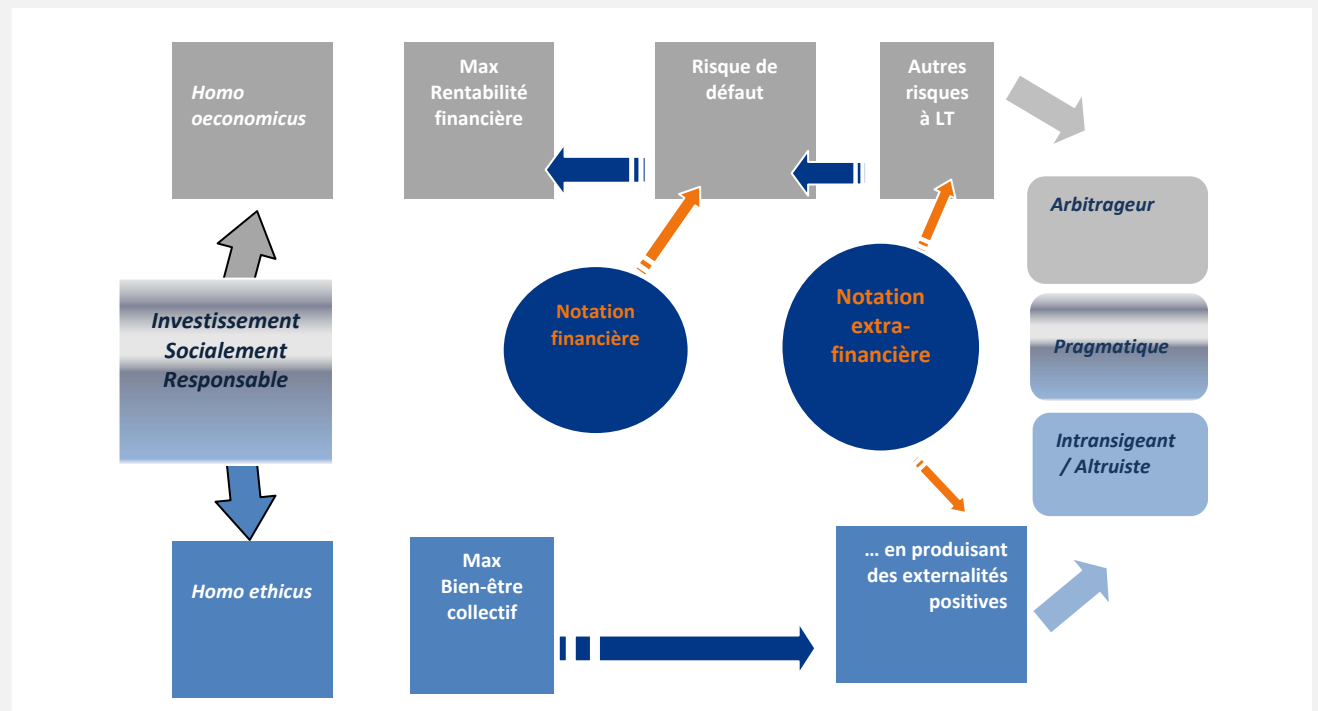 Homo
oeconomicus
Max
Rentabilité
financière
Risque de
défaut
Autres
risques
à LT
Arbitrageur
Investissement
Socialement
Responsable
Notation
financière
Notation
extra-
financière
Pragmatique
Intransigeant
/ Altruiste
Homo ethicus
Max
Bien-être
collectif
... en produisant
des externalités
positives